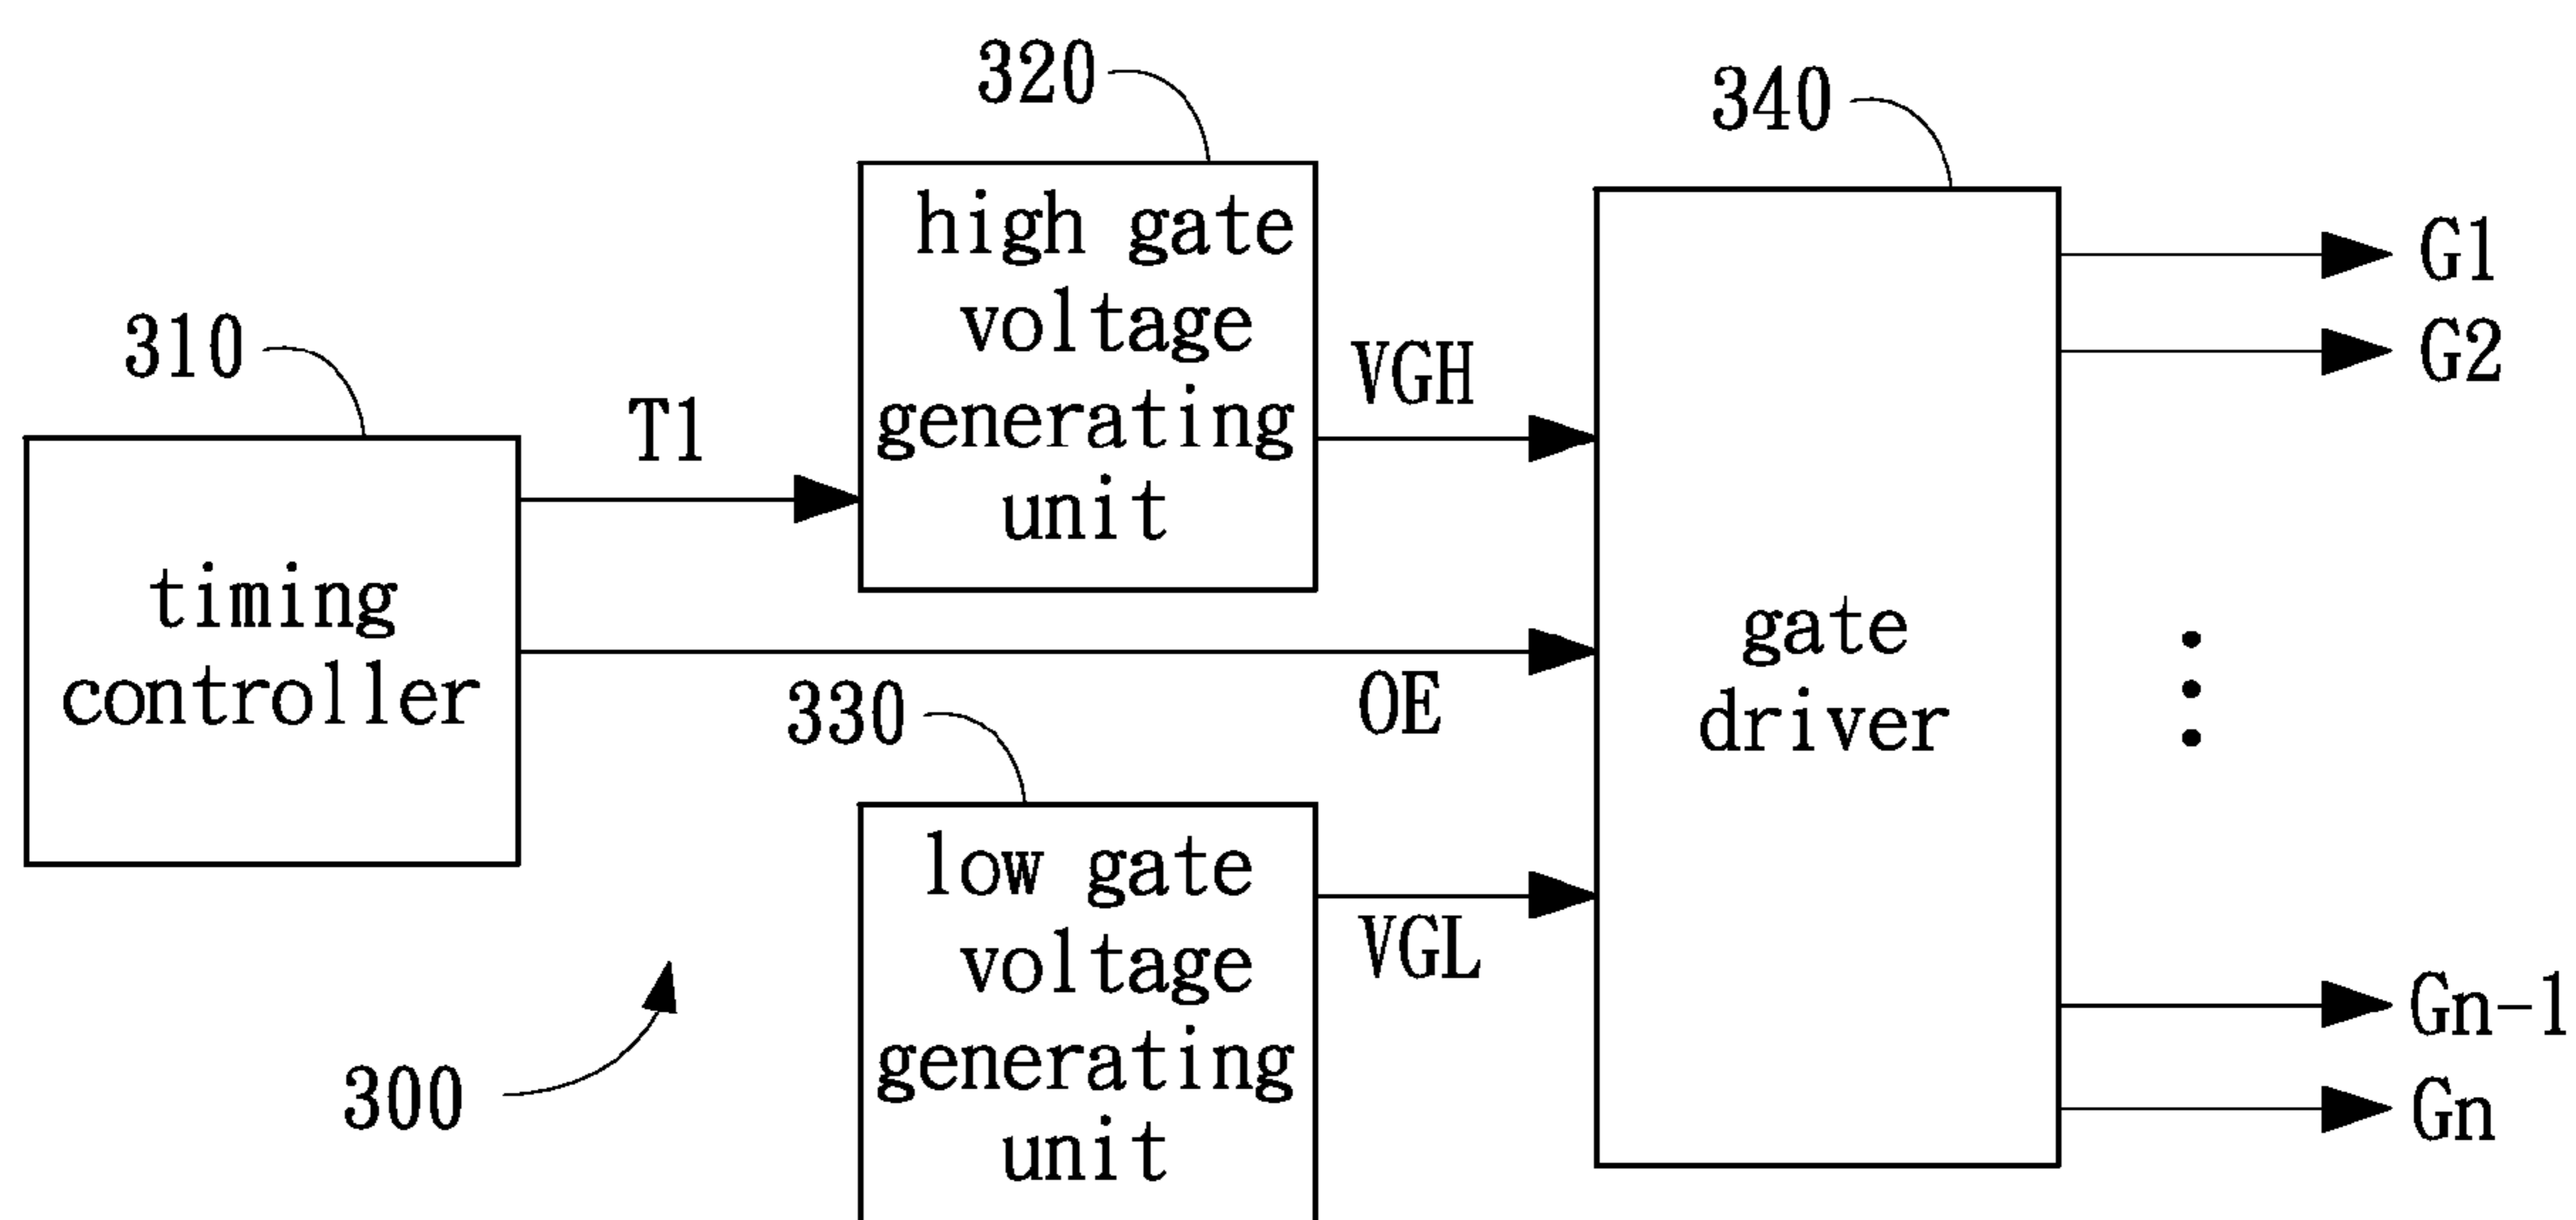 320
340
310
high gate
voltage
generating
unit
T1
VGH
G1
G2
timing
controller
OE
gate
driver
330
low gate
voltage
generating
unit
VGL
Gn-1
Gn
300